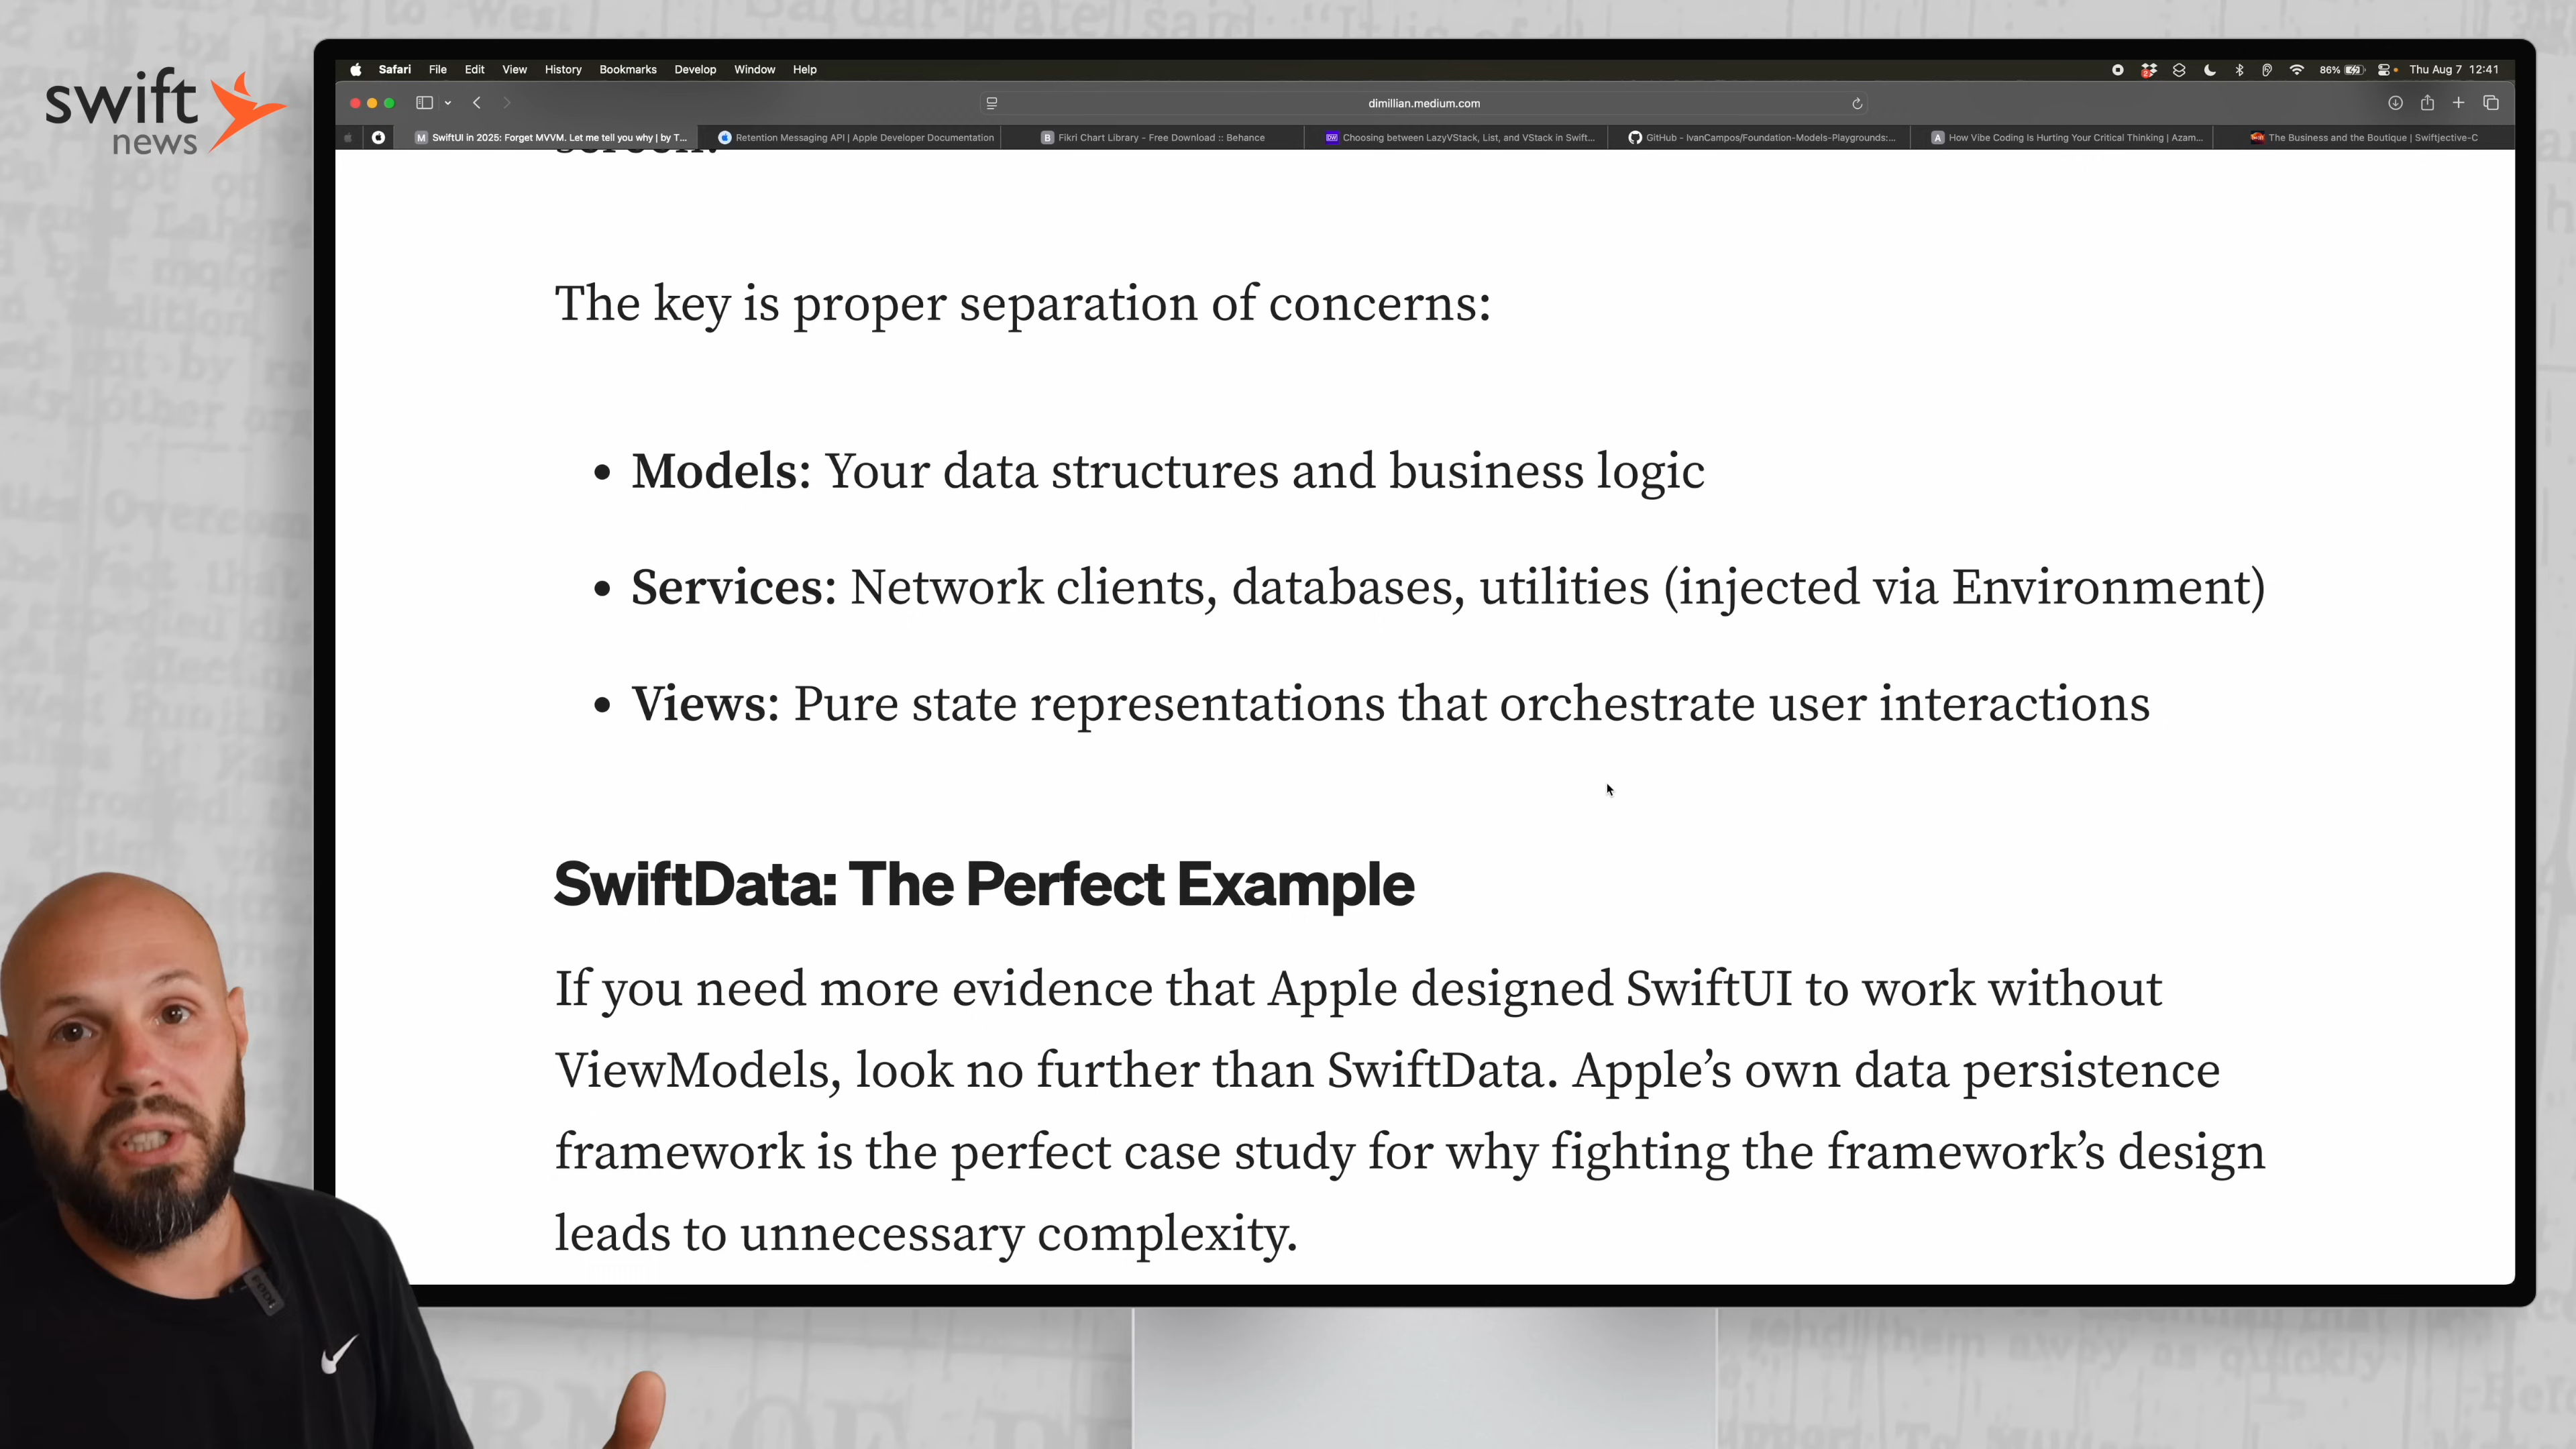 swift
news
Safari File Edit View History Bookmarks Develop Window Help
86% Thu Aug 7 12:41
dimillian.medium.com
SwiftUI in 2025: Forget MVVM. Let me tell you why | by T...
Retention Messaging API | Apple Developer Documentation
Fikri Chart Library - Free Download :: Behance
Choosing between LazyVStack, List, and VStack in Swift...
GitHub - IvanCampos/Foundation-Models-Playgrounds:...
How Vibe Coding Is Hurting Your Critical Thinking | Azam...
The Business and the Boutique | Swiftjective-C
screen.
The key is proper separation of concerns:
• Models: Your data structures and business logic
• Services: Network clients, databases, utilities (injected via Environment)
• Views: Pure state representations that orchestrate user interactions
SwiftData: The Perfect Example
If you need more evidence that Apple designed SwiftUI to work without
ViewModels, look no further than SwiftData. Apple’s own data persistence
framework is the perfect case study for why fighting the framework’s design
leads to unnecessary complexity.